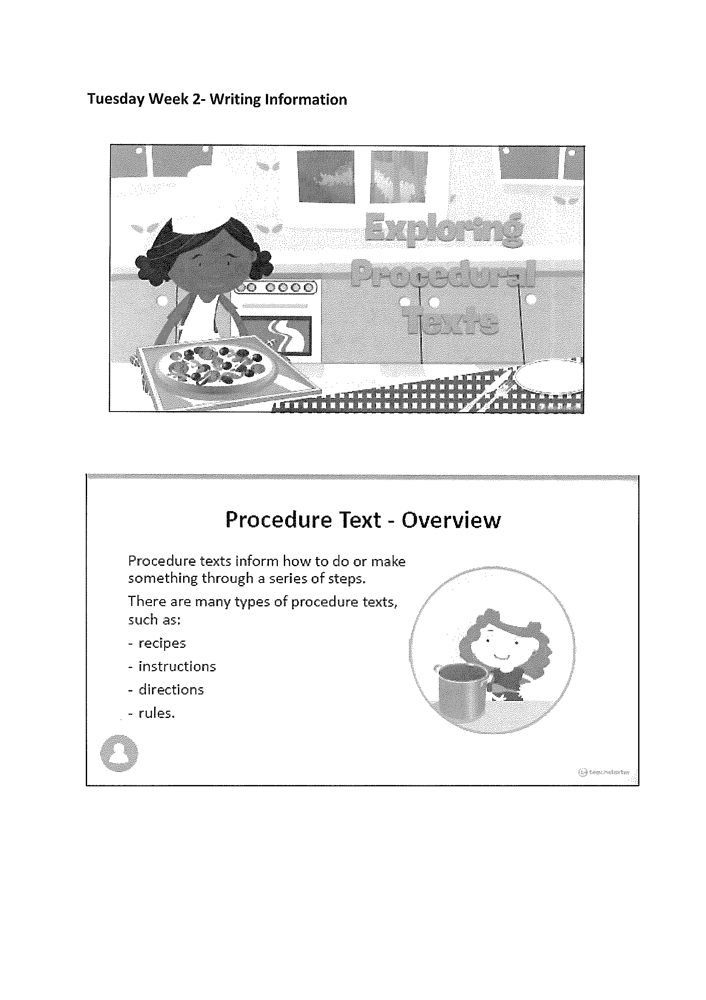 Tuesday Week 2- Writing Information
Exploring
Procedural
Texts
Procedure Text - Overview
Procedure texts inform how to do or make
something through a series of steps.
There are many types of procedure texts,
such as:
- recipes
- instructions
- directions
- rules.
teachstarter